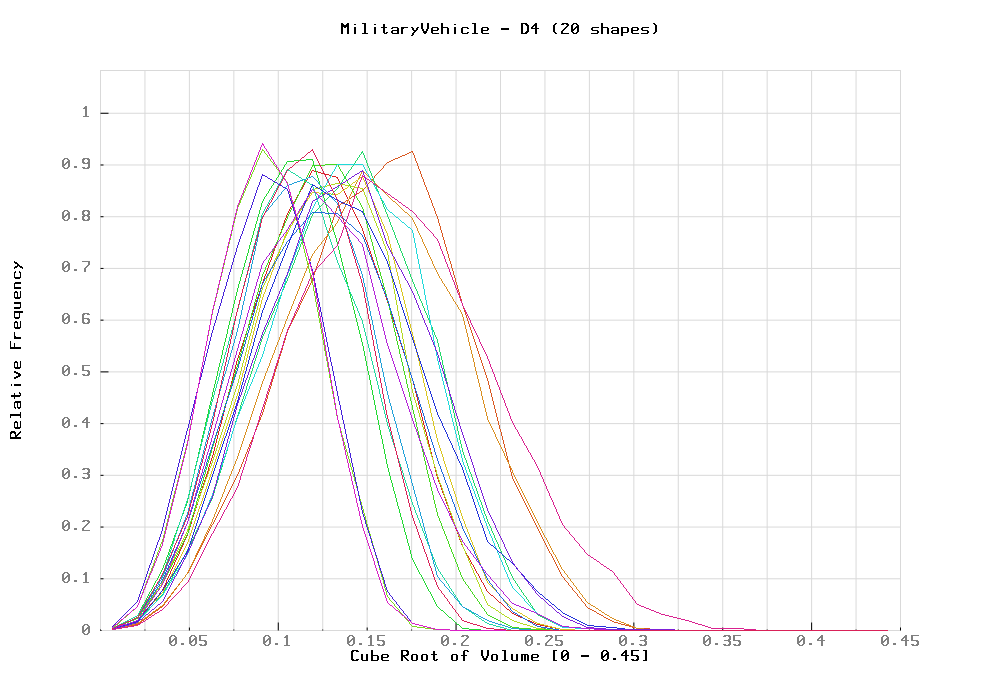 MilitaryVehicle - D4 (20 shapes)
1
0.9
0.8
0.7
0.6
0.5
0.4
0.3
0.2
0.1
0
Relative Frequency
0.05 0.1 0.15 0.2 0.25 0.3 0.35 0.4 0.45
Cube Root of Volume [0 - 0.45]